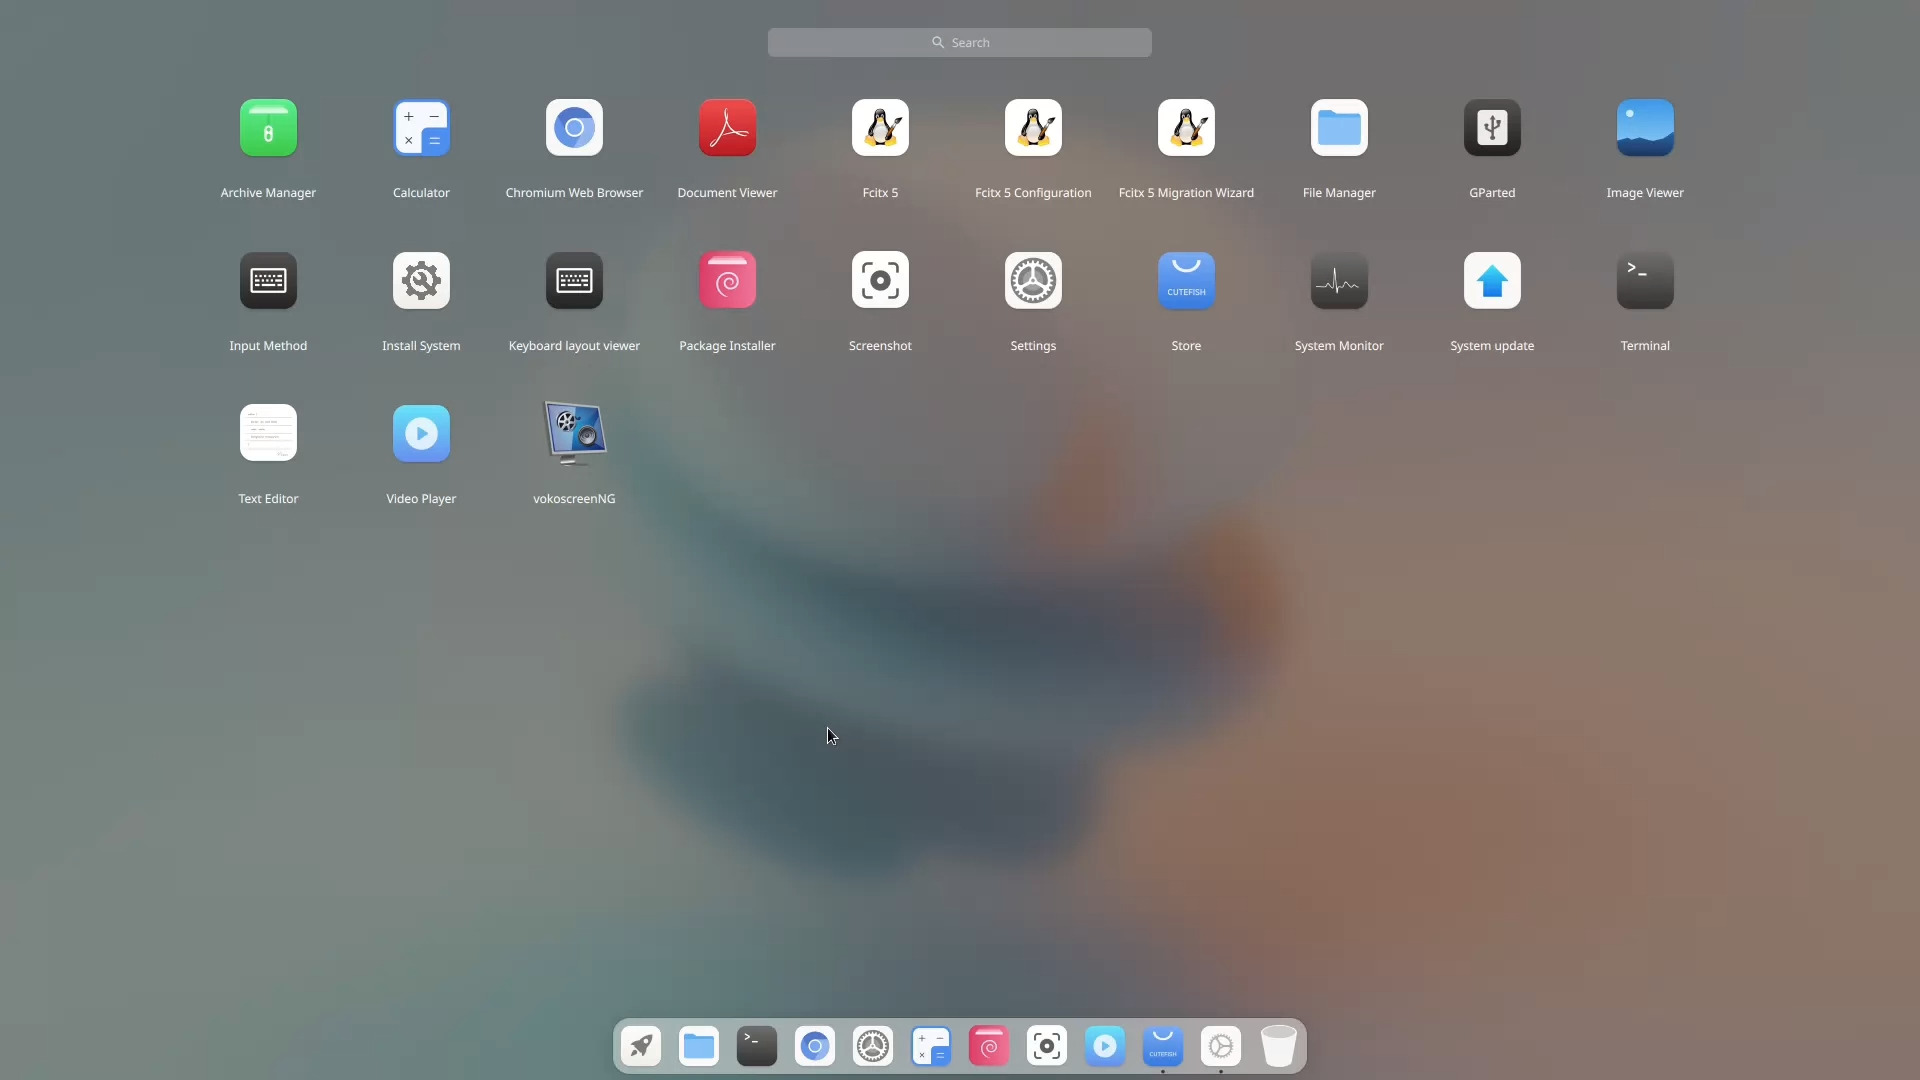 Search
Archive Manager
Calculator
Chromium Web Browser
Document Viewer
Fcitx 5
Fcitx 5 Configuration
Fcitx 5 Migration Wizard
File Manager
GParted
Image Viewer
CUTEFISH
>_
Input Method
Install System
Keyboard layout viewer
Package Installer
Screenshot
Settings
Store
System Monitor
System update
Terminal
Text Editor
Video Player
vokoscreenNG
>_
CUTEFISH